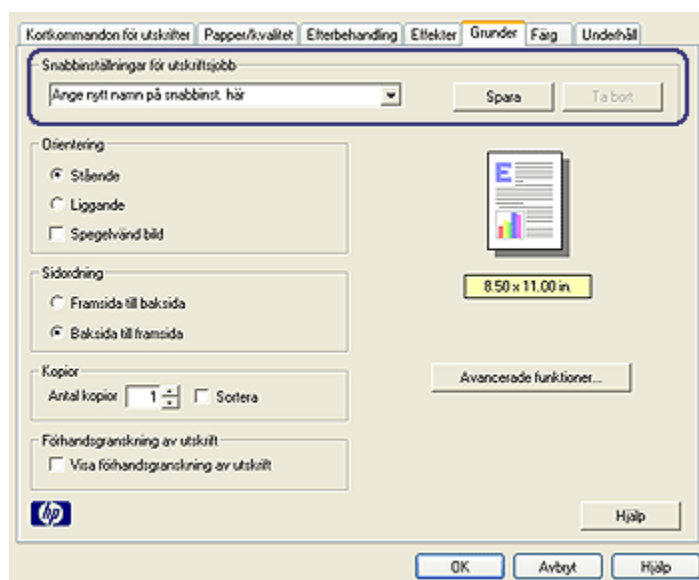 Kortkommandon för utskrifter Papper/kvalitet Efterbehandling Effekter Grunder Färg Underhåll
Snabbinställningar för utskriftsjobb
Ange nytt namn på snabbinst. här Spara Ta bort
Orientering
Stående
Liggande
Spegelvänd bild
E
Sidordning
8.50 x 11.00 in.
Framsida till baksida
Baksida till framsida
Kopior
Avancerade funktioner...
Antal kopior 1 Sortera
Förhandsgranskning av utskrift
Visa förhandsgranskning av utskrift
hp
Hjälp
OK Avbryt Hjälp